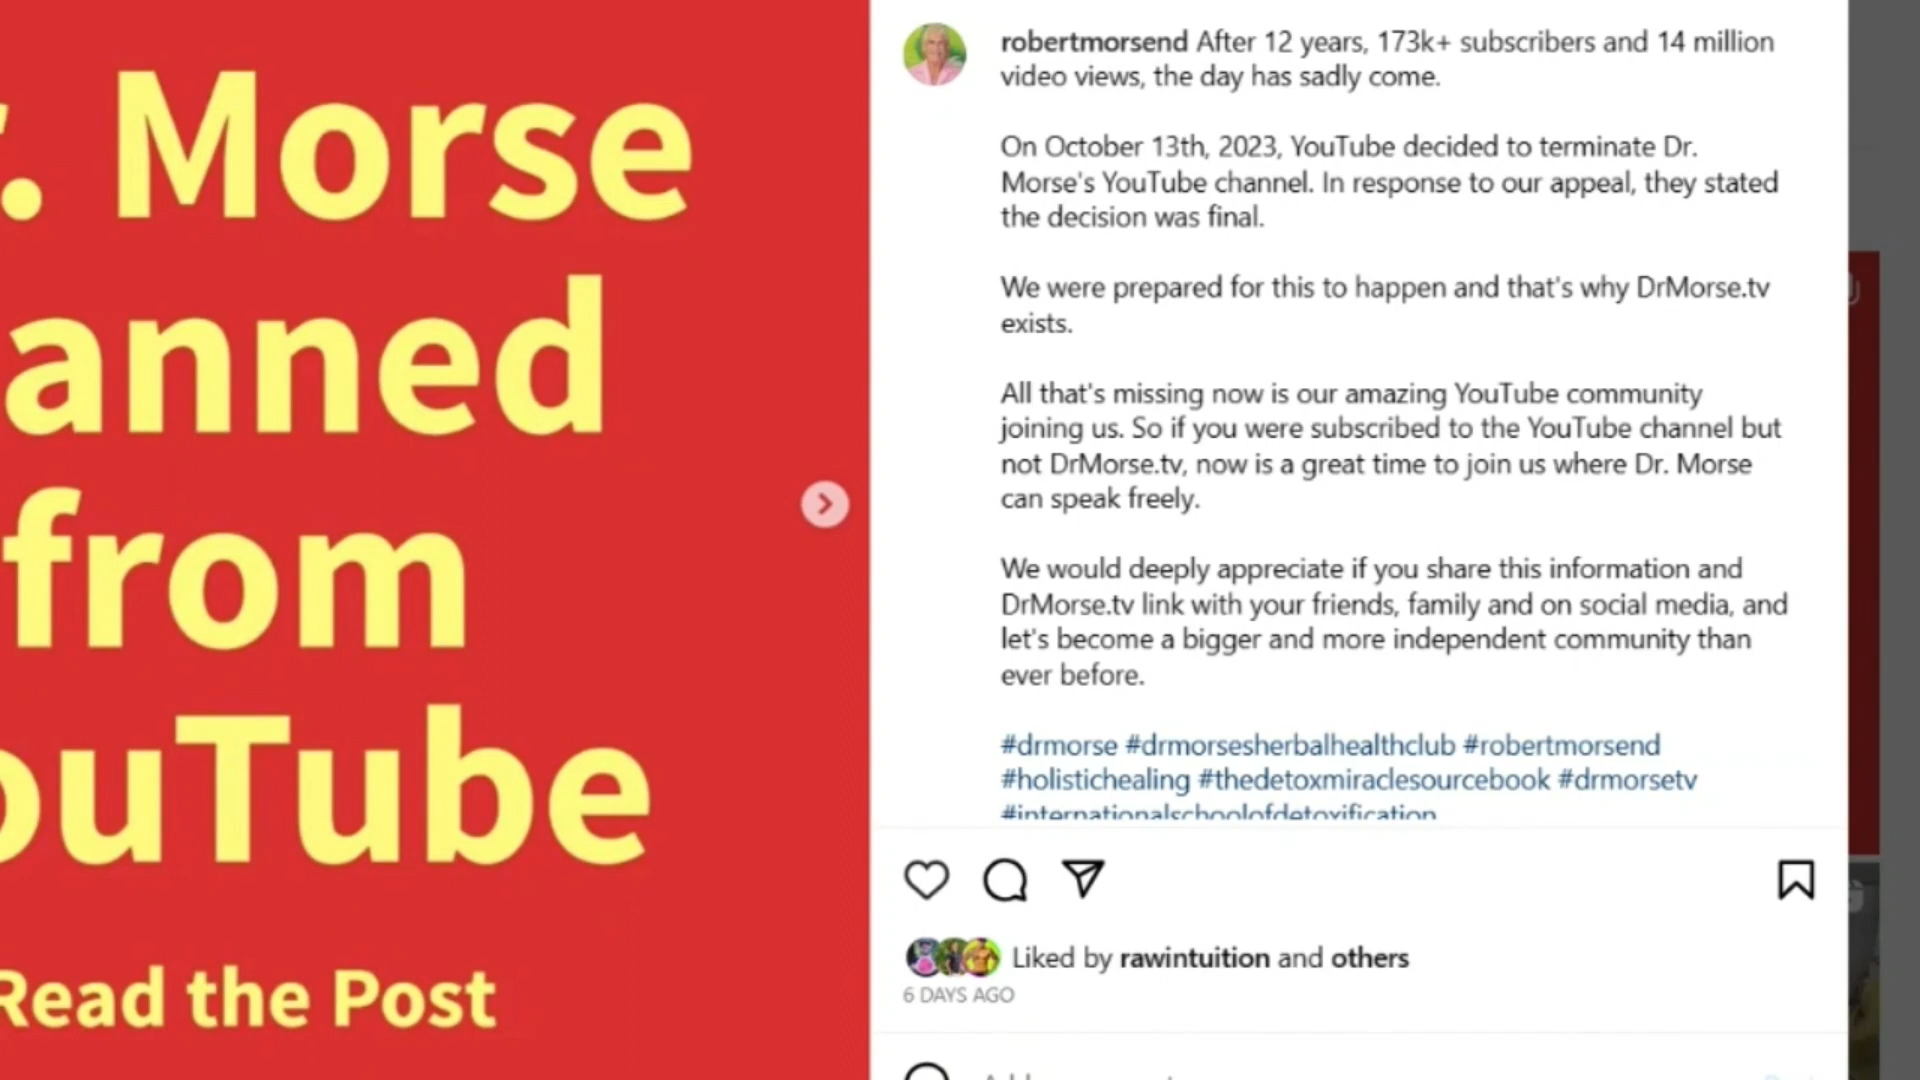 r. Morse
anned
from
ouTube
Read the Post
robertmorsend After 12 years, 173k+ subscribers and 14 million
video views, the day has sadly come.
On October 13th, 2023, YouTube decided to terminate Dr.
Morse's YouTube channel. In response to our appeal, they stated
the decision was final.
We were prepared for this to happen and that's why DrMorse.tv
exists.
All that's missing now is our amazing YouTube community
joining us. So if you were subscribed to the YouTube channel but
not DrMorse.tv, now is a great time to join us where Dr. Morse
can speak freely.
We would deeply appreciate if you share this information and
DrMorse.tv link with your friends, family and on social media, and
let's become a bigger and more independent community than
ever before.
#drmorse #drmorsesherbalhealthclub #robertmorsend
#holistichealing #thedetoxmiraclesourcebook #drmorsetv
#internationalschoolofdetoxification
Liked by rawintuition and others
6 DAYS AGO